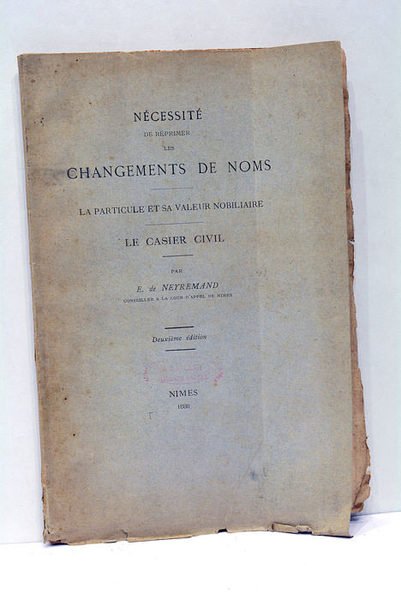 NÉCESSITÉ
DE RÉPRIMER
LES
CHANGEMENTS DE NOMS
LA PARTICULE ET SA VALEUR NOBILIAIRE
LE CASIER CIVIL
PAR
E. de NEYREMAND
CONSEILLER A LA COUR D'APPEL DE NIMES
Deuxième édition
NIMES